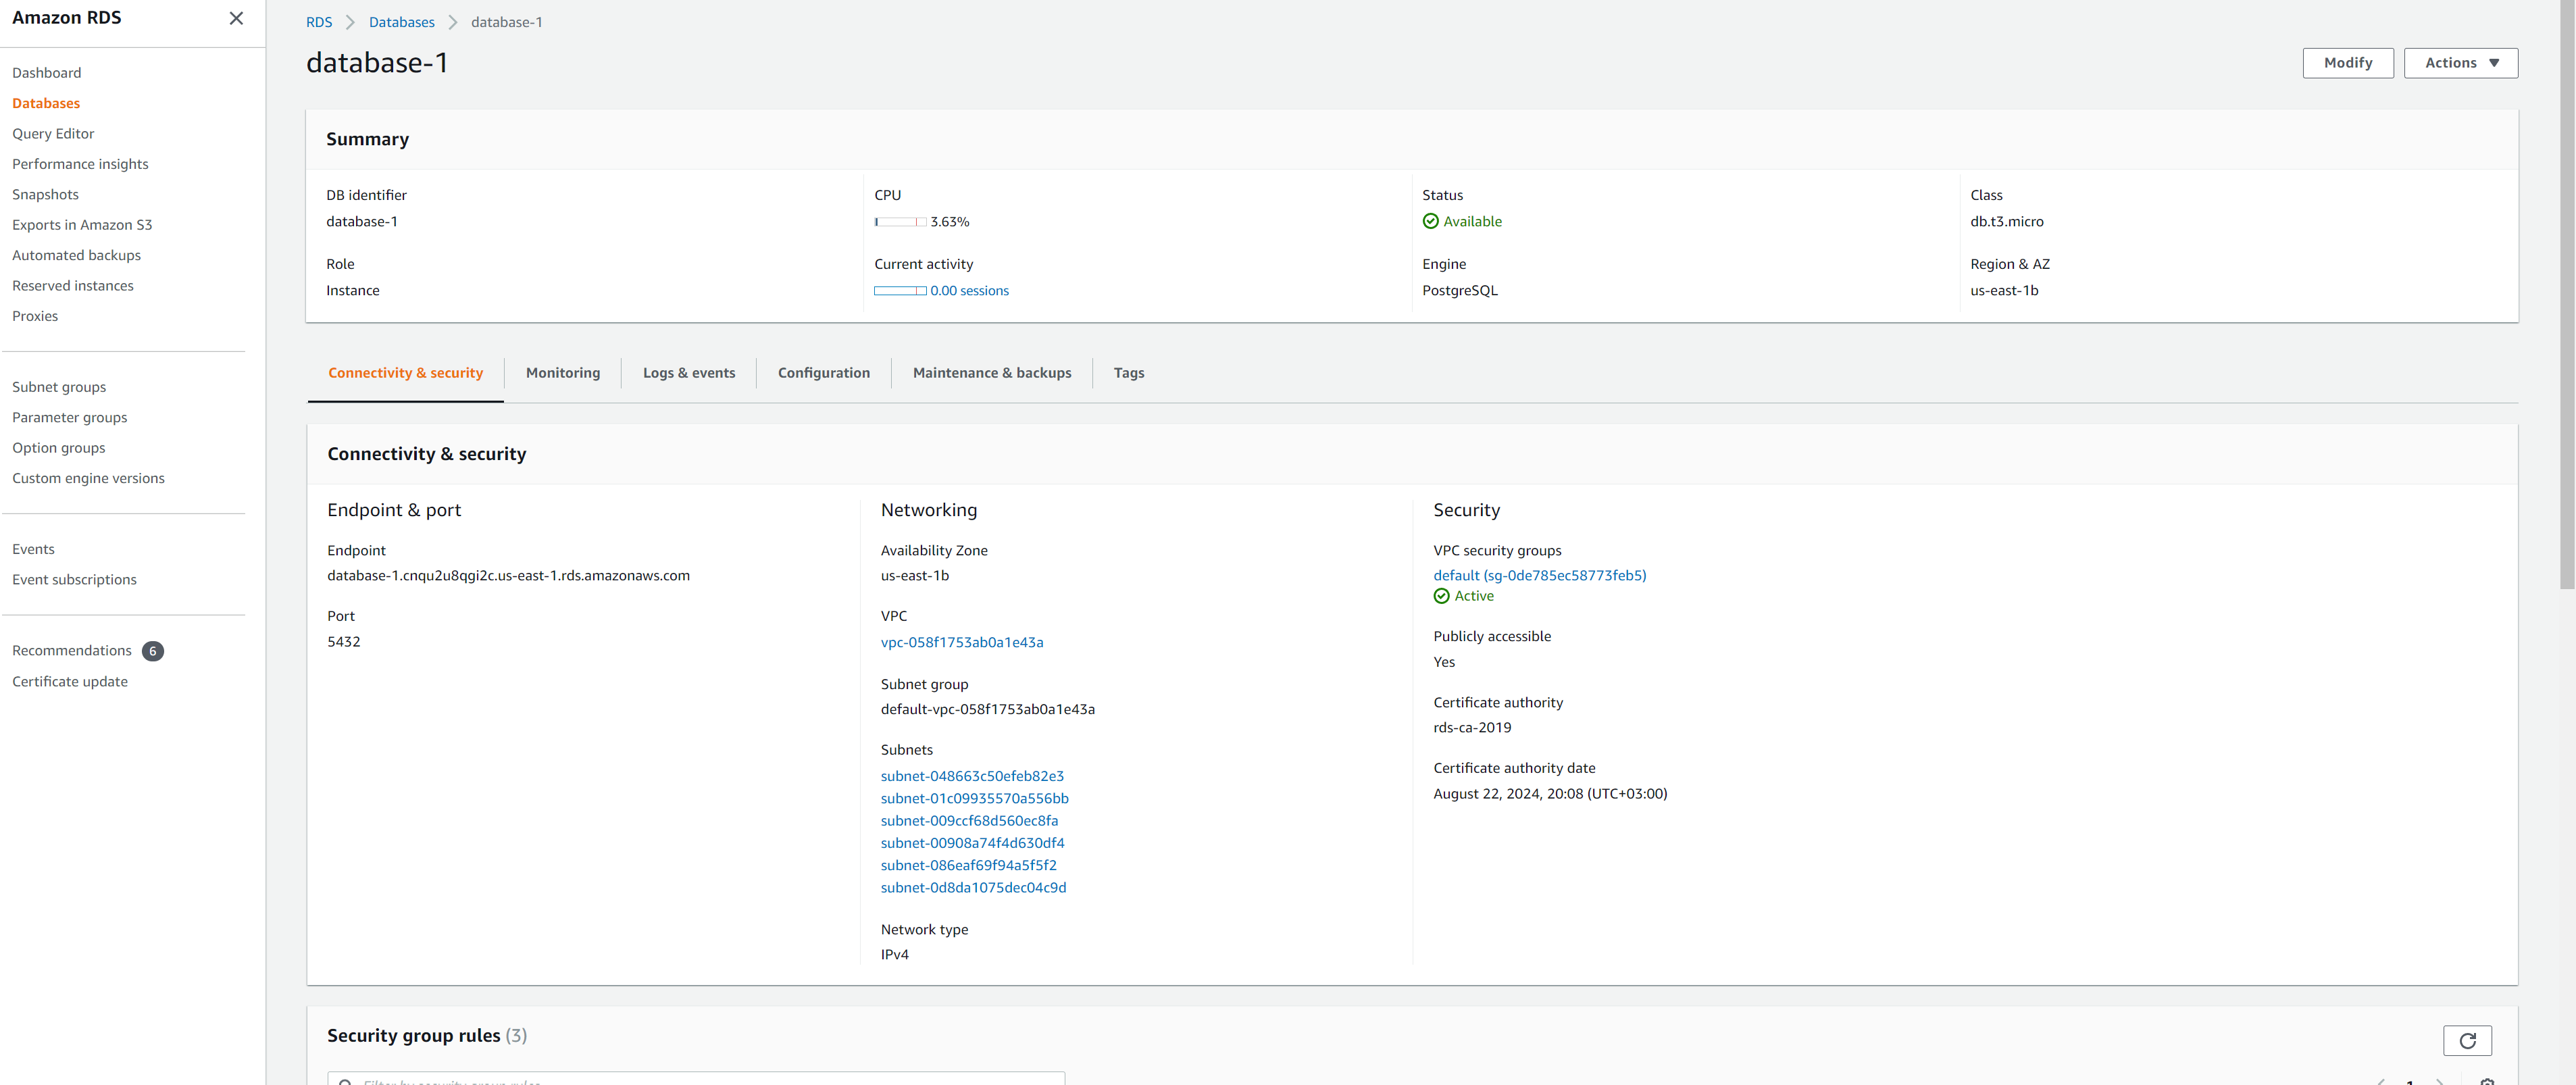 Amazon RDS
Dashboard
Databases
Query Editor
Performance insights
Snapshots
Exports in Amazon S3
Automated backups
Reserved instances
Proxies
Subnet groups
Parameter groups
Option groups
Custom engine versions
Events
Event subscriptions
Recommendations 6
Certificate update
RDS Databases database-1
database-1
Modify
Actions
Summary
DB identifier
database-1
Role
Instance
CPU
3.63%
Current activity
0.00 sessions
Status
Available
Engine
PostgreSQL
Class
db.t3.micro
Region & AZ
us-east-1b
Connectivity & security Monitoring Logs & events Configuration Maintenance & backups Tags
Connectivity & security
Endpoint & port
Endpoint
database-1.cnqu2u8qgi2c.us-east-1.rds.amazonaws.com
Port
5432
Networking
Availability Zone
us-east-1b
VPC
vpc-058f1753ab0a1e43a
Subnet group
default-vpc-058f1753ab0a1e43a
Subnets
subnet-048663c50efeb82e3
subnet-01c09935570a556bb
subnet-009ccf68d560ec8fa
subnet-00908a74f4d630df4
subnet-086eaf69f94a5f5f2
subnet-0d8da1075dec04c9d
Network type
IPv4
Security
VPC security groups
default (sg-0de785ec58773feb5)
Active
Publicly accessible
Yes
Certificate authority
rds-ca-2019
Certificate authority date
August 22, 2024, 20:08 (UTC+03:00)
Security group rules (3)
Filter by security group rules
1